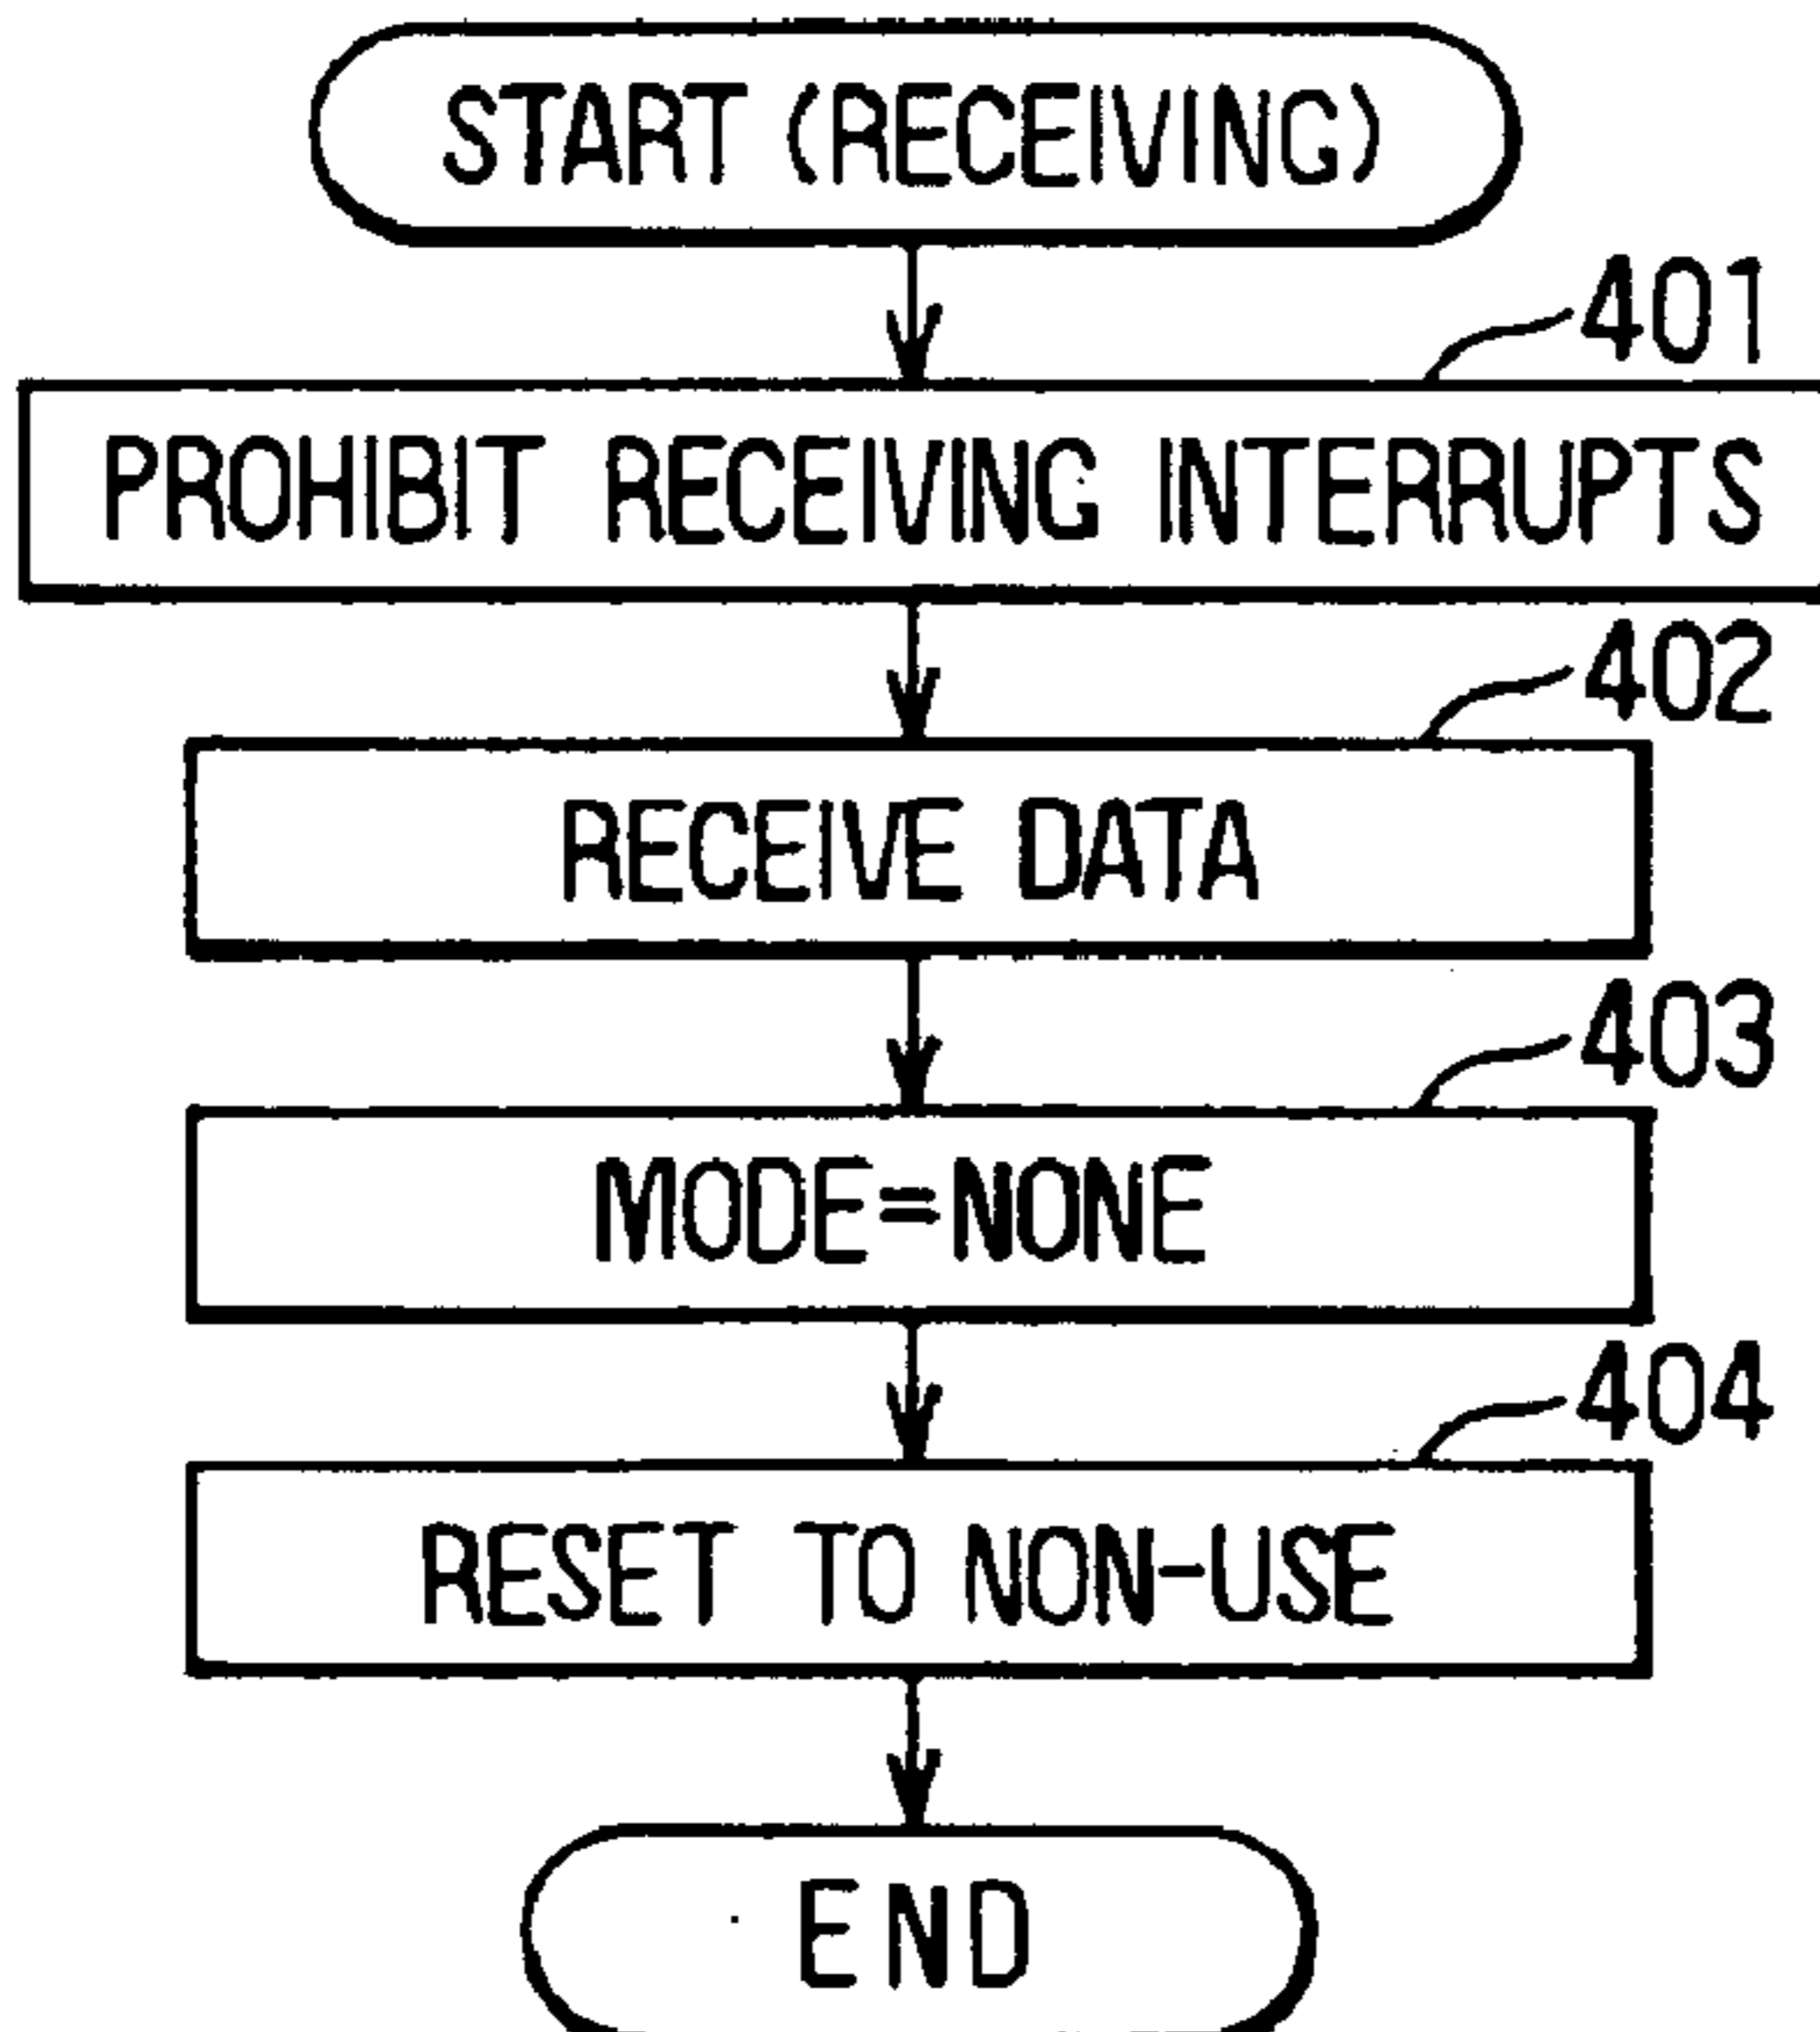 START (RECEIVING)
401
PROHIBIT RECEIVING INTERRUPTS
402
RECEIVE DATA
403
MODE=NONE
404
RESET TO NON-USE
END